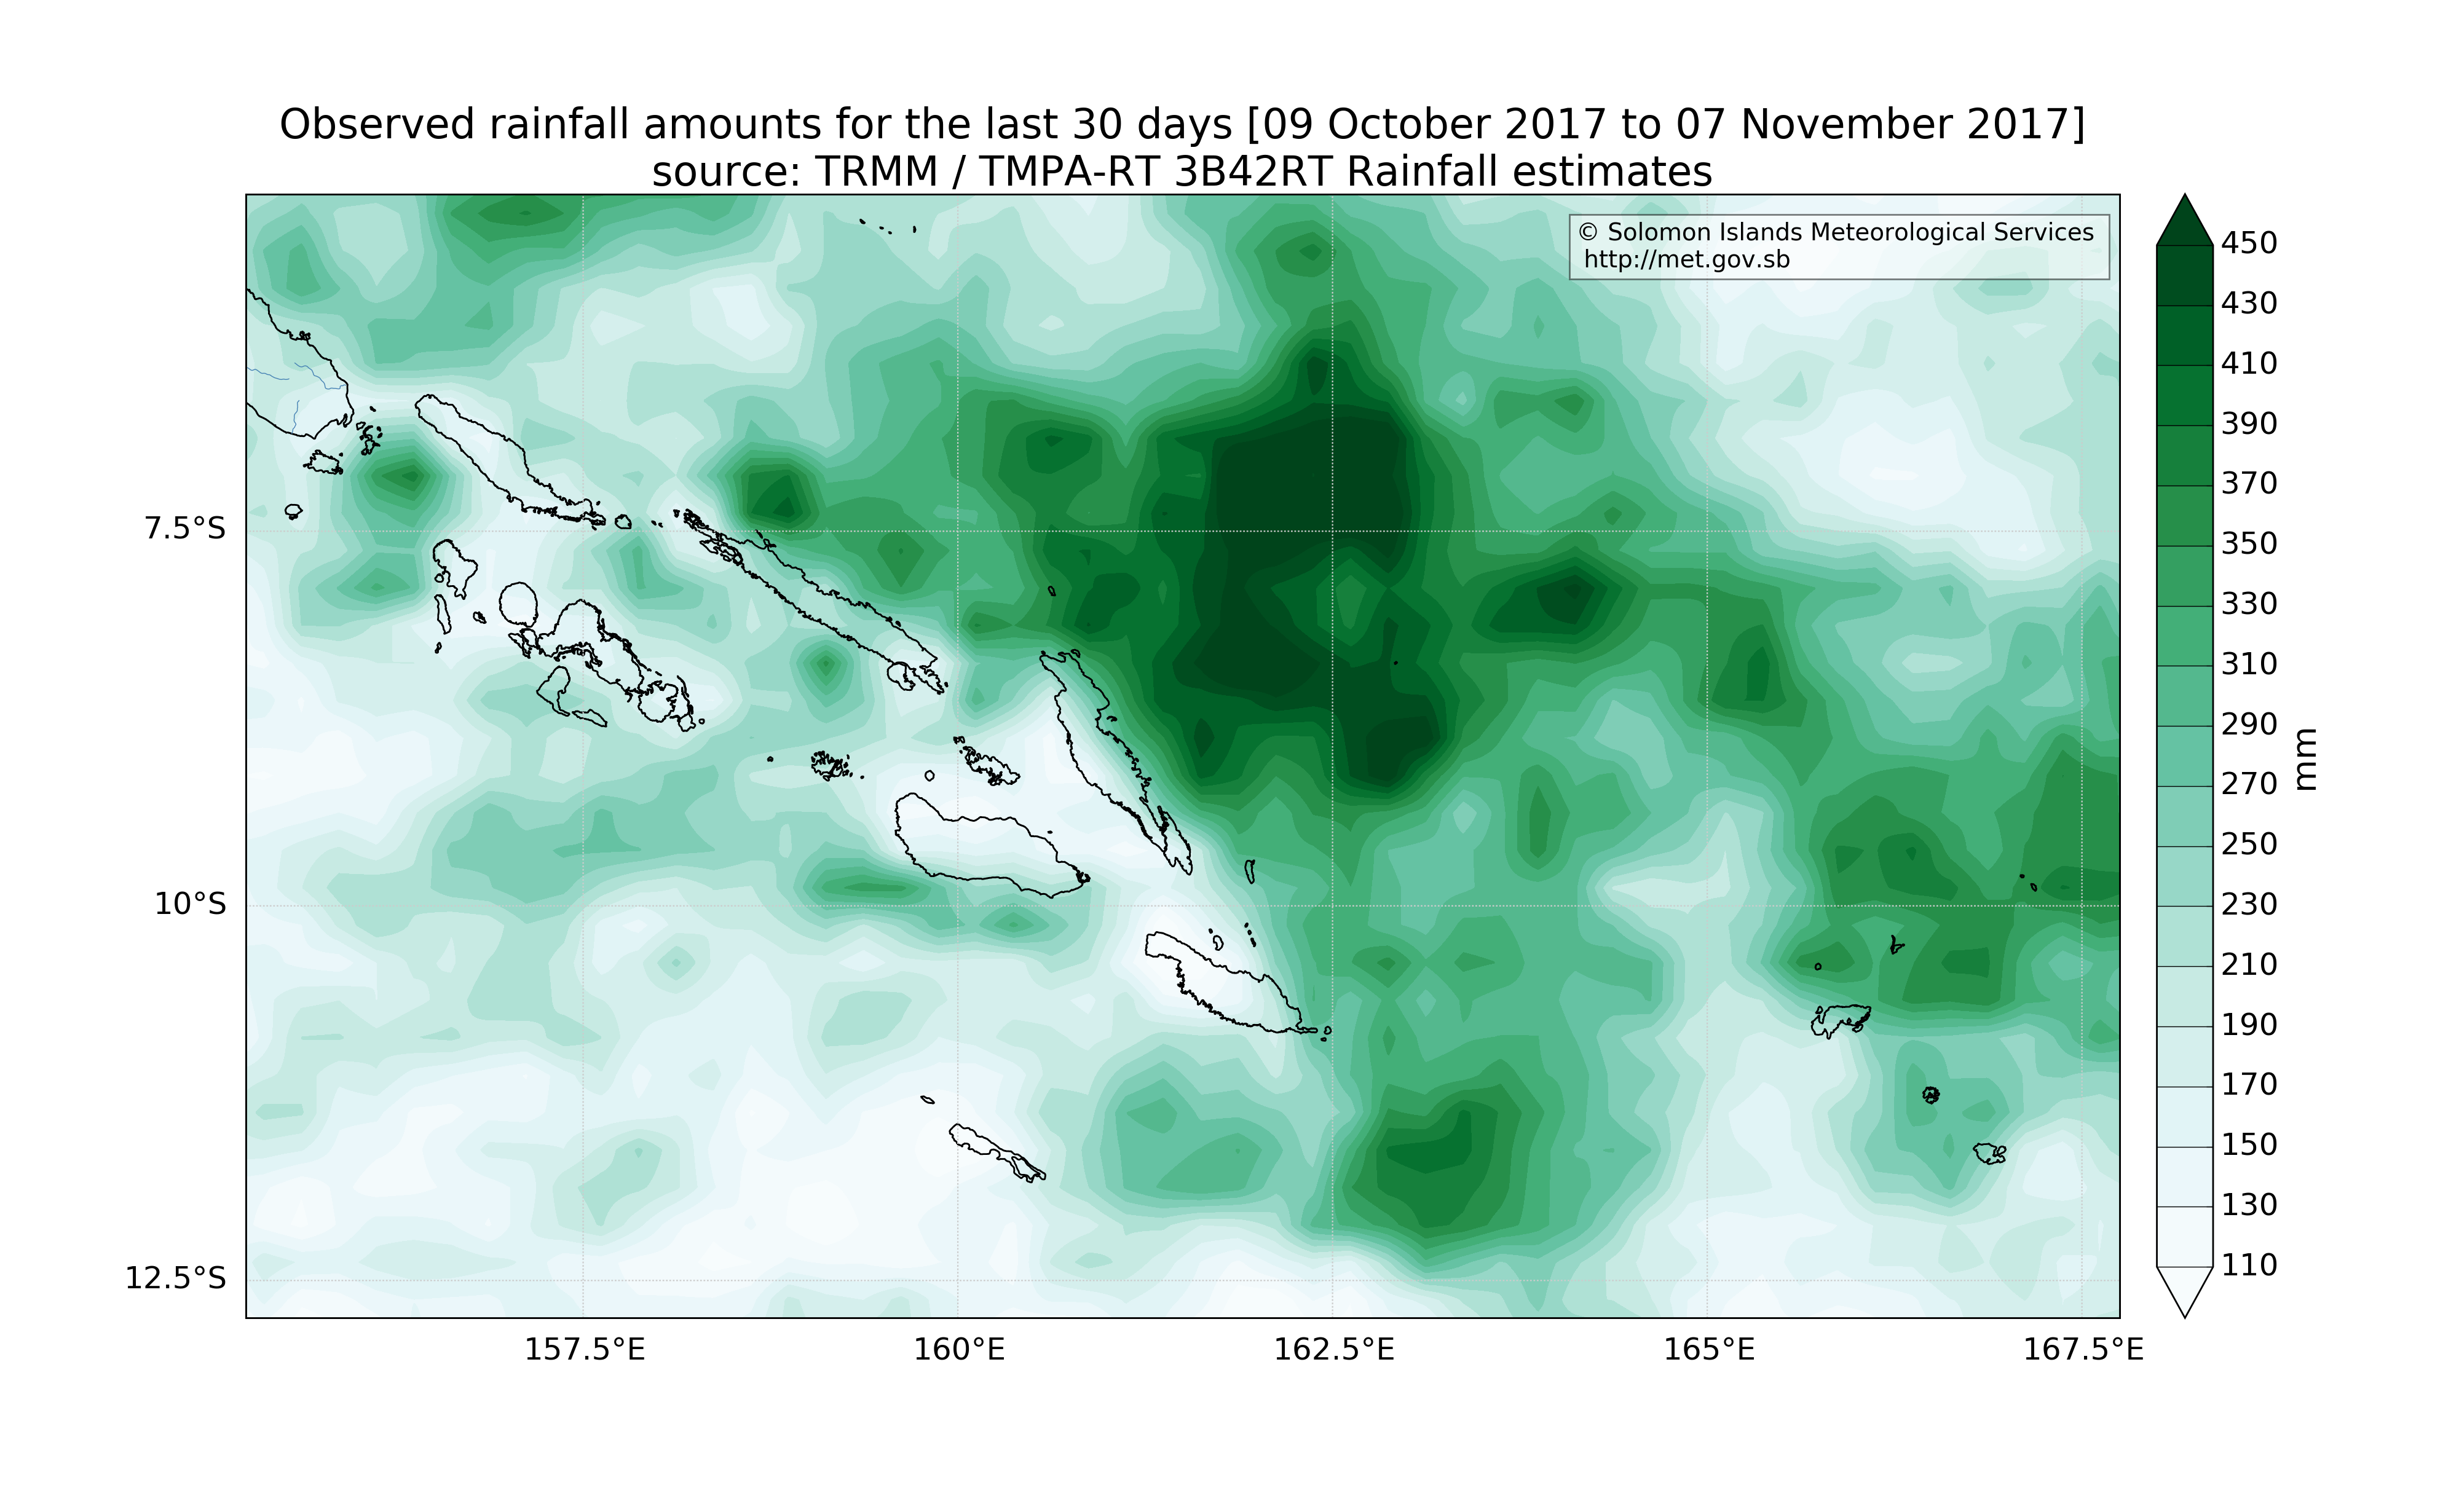 Observed rainfall amounts for the last 30 days [09 October 2017 to 07 November 2017]
source: TRMM / TMPA-RT 3B42RT Rainfall estimates
© Solomon Islands Meteorological Services
http://met.gov.sb
7.5°S
10°S
12.5°S
157.5°E
160°E
162.5°E
165°E
167.5°E
450
430
410
390
370
350
330
310
290
270
250
230
210
190
170
150
130
110
mm